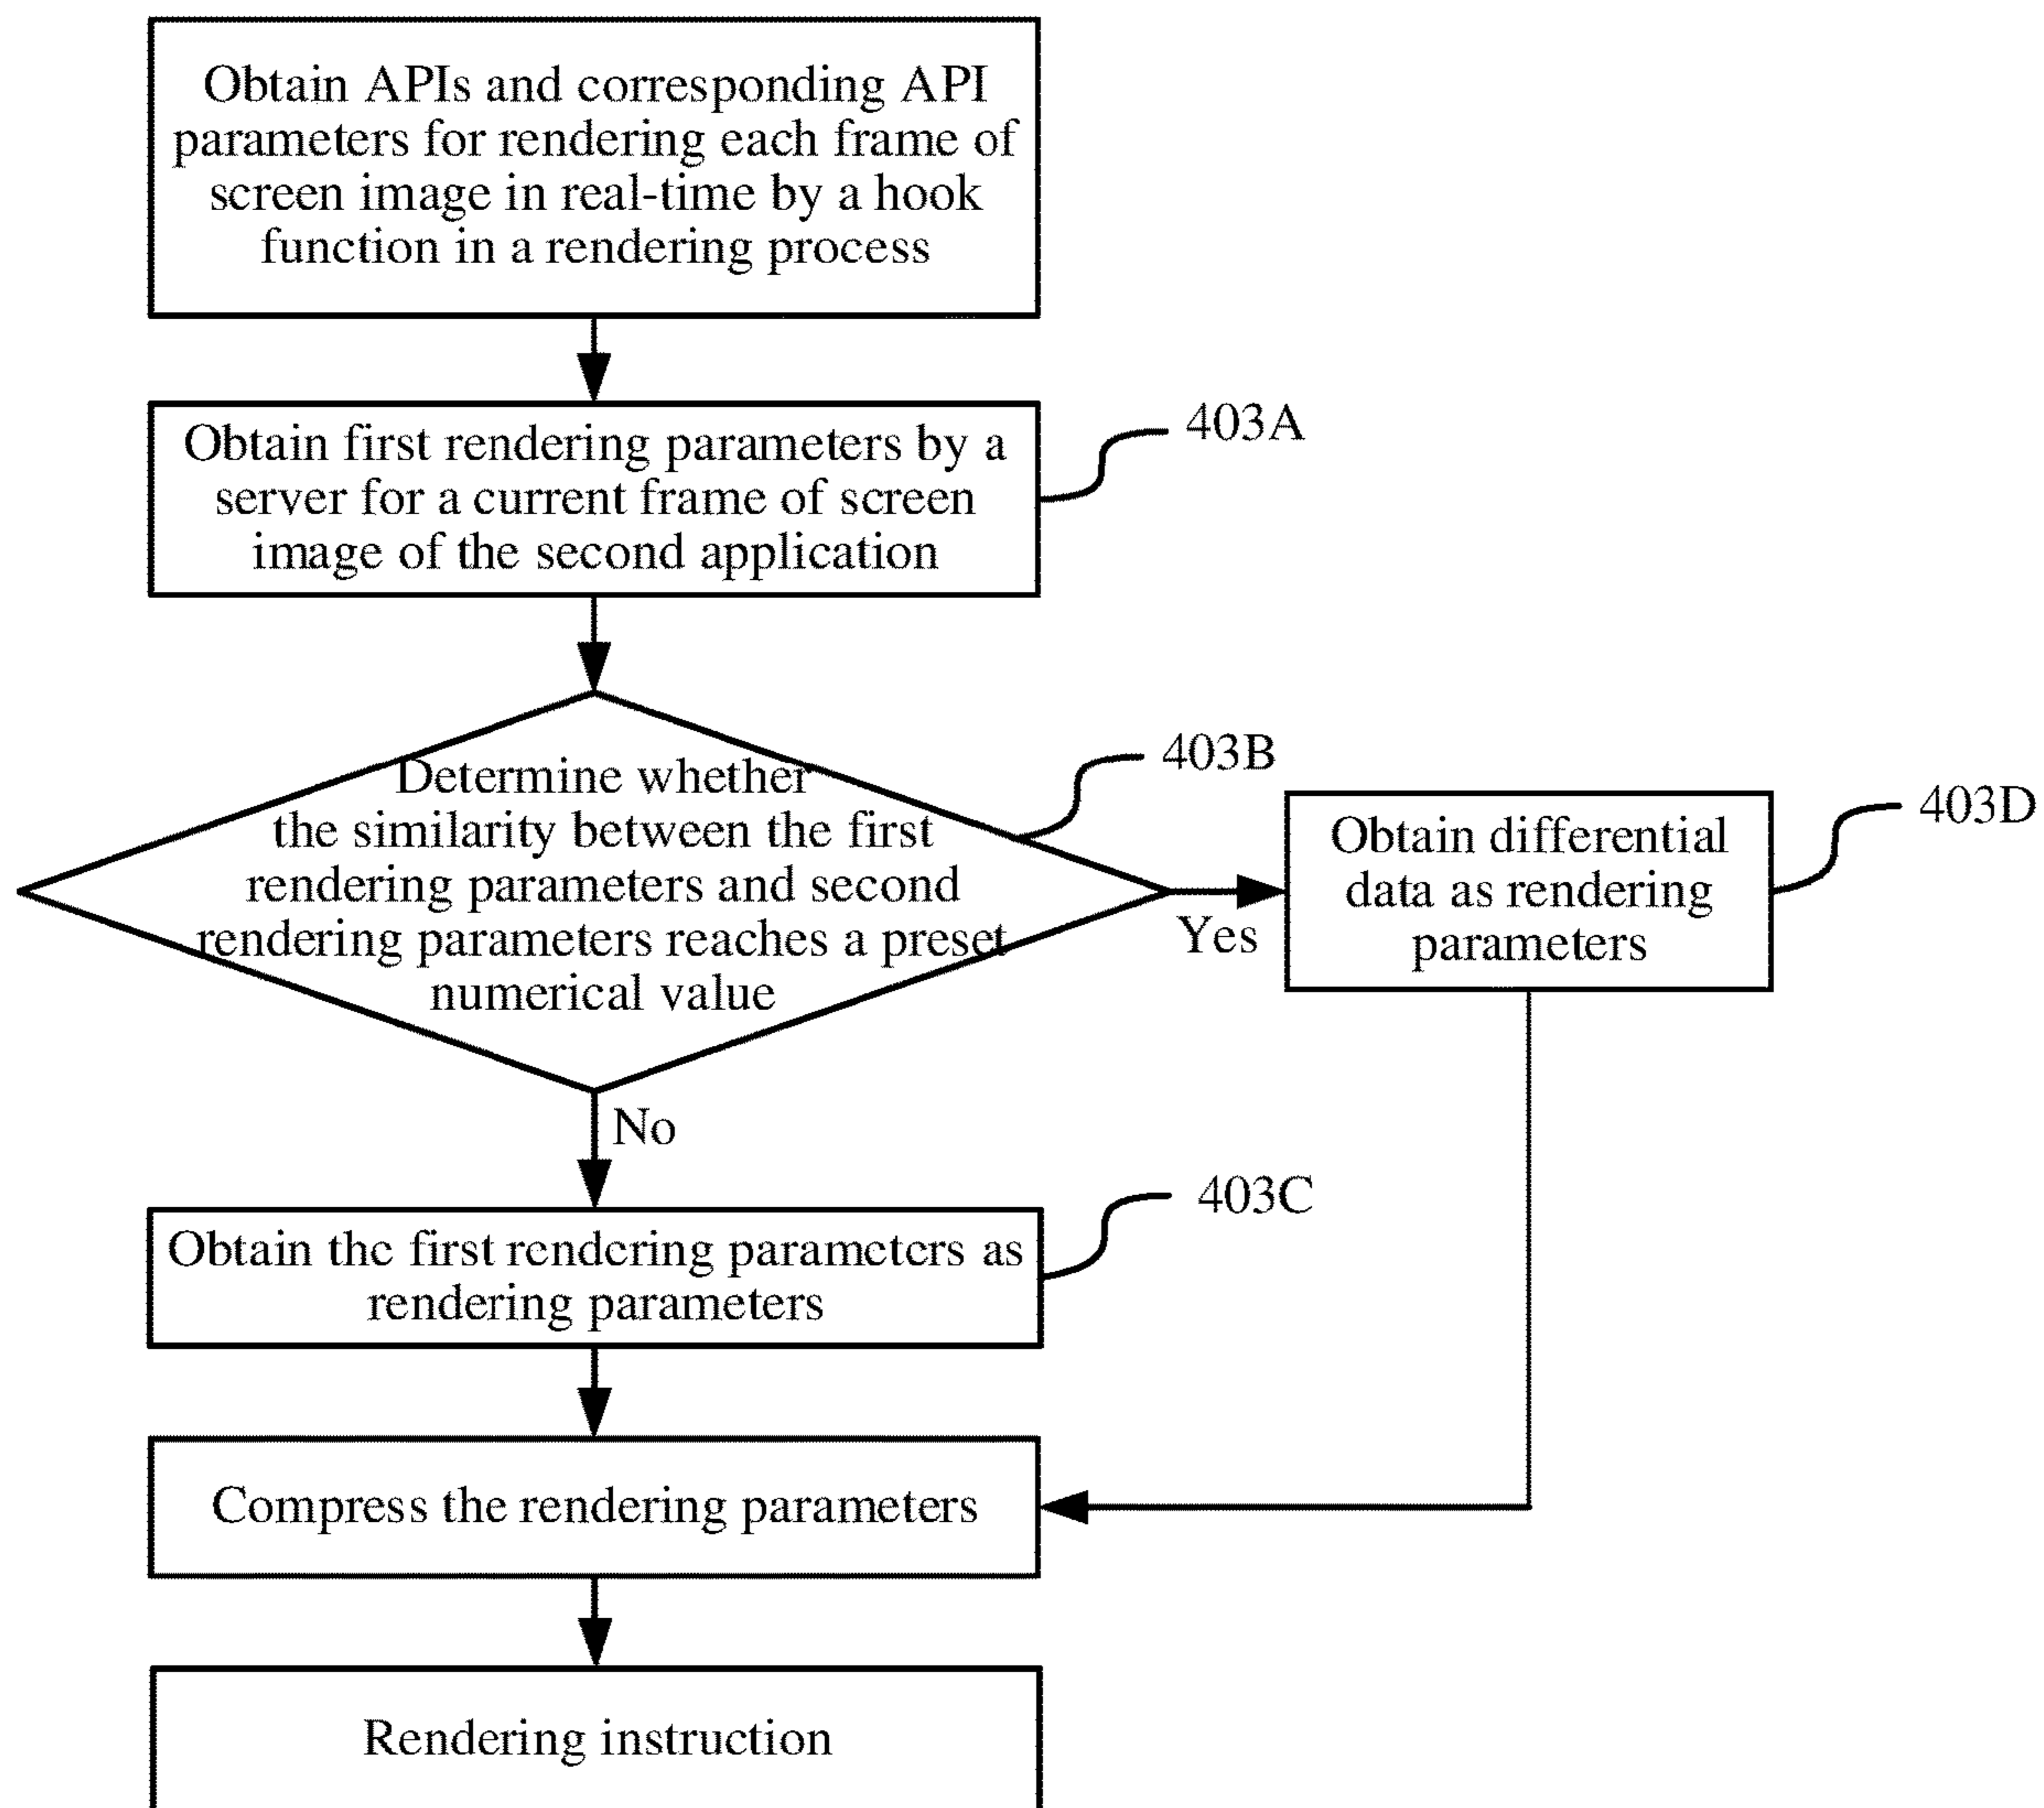 Obtain APIs and corresponding API
parameters for rendering each frame of
screen image in real-time by a hook
function in a rendering process
Obtain first rendering parameters by a
server for a current frame of screen
image of the second application
403A
Determine whether
the similarity between the first
rendering parameters and second
rendering parameters reaches a preset
numerical value
403B
Yes
Obtain differential
data as rendering
parameters
403D
No
Obtain the first rendering parameters as
rendering parameters
403C
Compress the rendering parameters
Rendering instruction